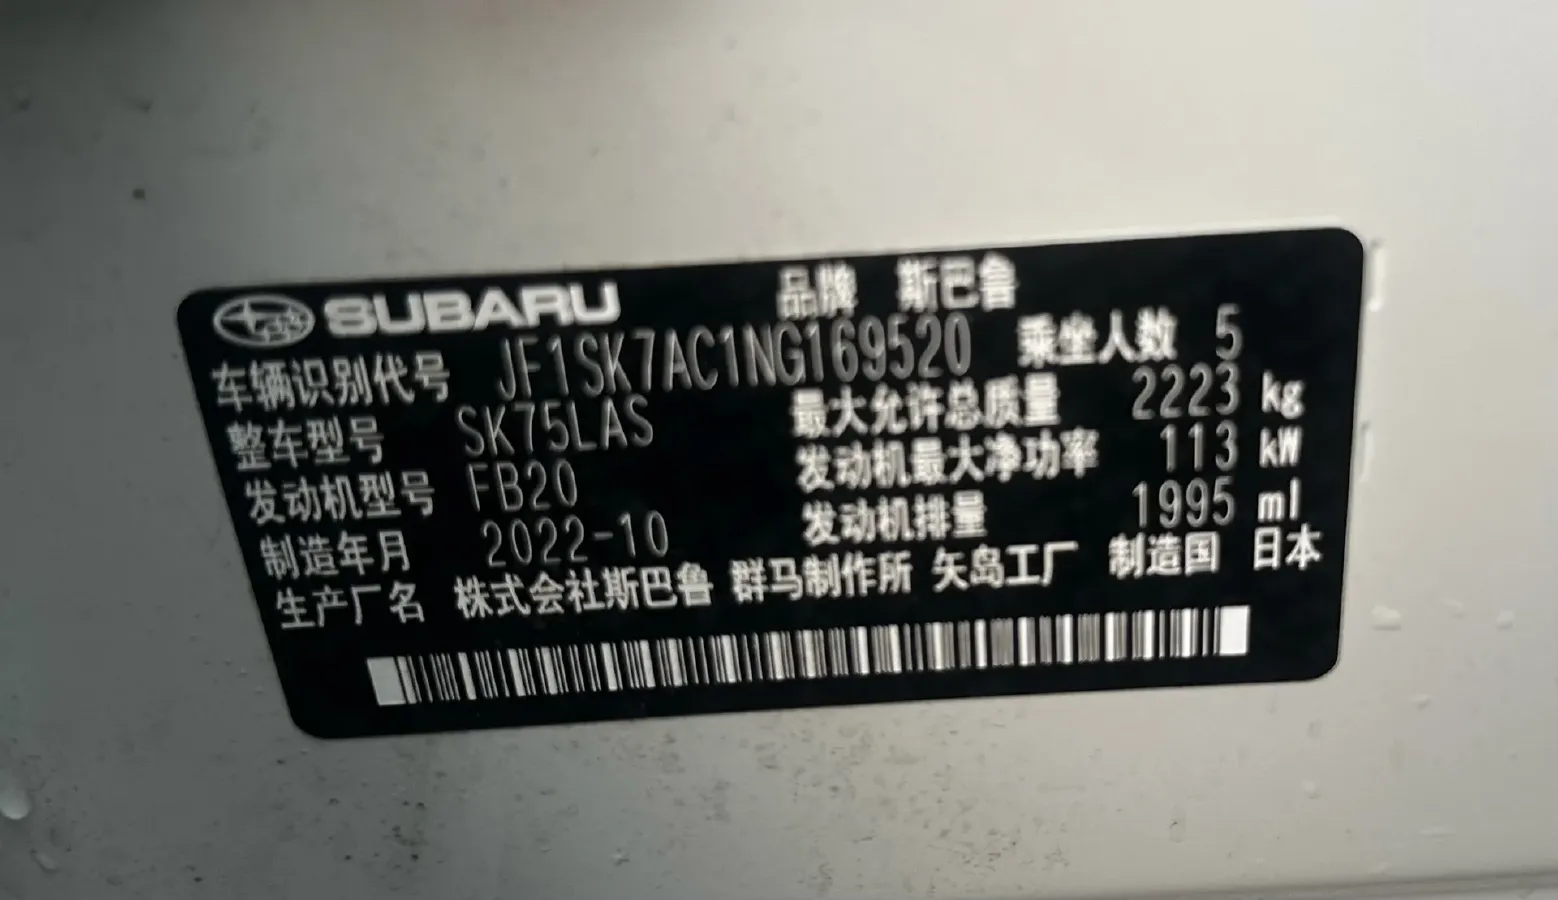 SUBARU 品牌 斯巴鲁
车辆识别代号 JF1SK7AC1NG169520 乘坐人数 5
整车型号 SK75LAS 最大允许总质量 2223 kg
发动机型号 FB20 发动机最大净功率 113 kW
制造年月 2022-10 发动机排量 1995 ml
生产厂名 株式会社斯巴鲁 群马制作所 矢岛工厂 制造国 日本